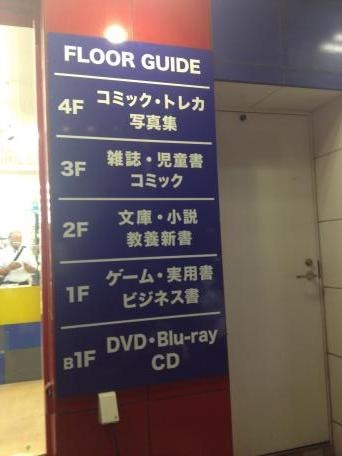 FLOOR GUIDE
4F コミック・トレカ
写真集
3F 雑誌・児童書
コミック
2F 文庫・小説
教養新書
1F ゲーム・実用書
ビジネス書
B1F DVD・Blu-ray
CD